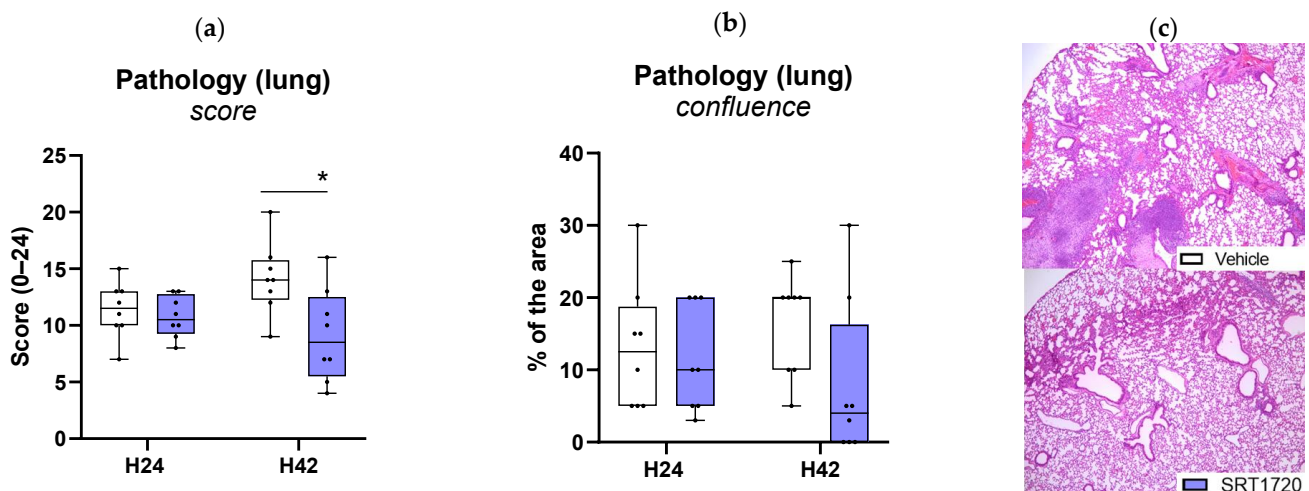 (a)
Pathology (lung)
score
Score (0–24)
25
20
15
10
5
0
*
H24
H42
(b)
Pathology (lung)
confluence
% of the area
40
30
20
10
0
H24
H42
(c)
Vehicle
SRT1720